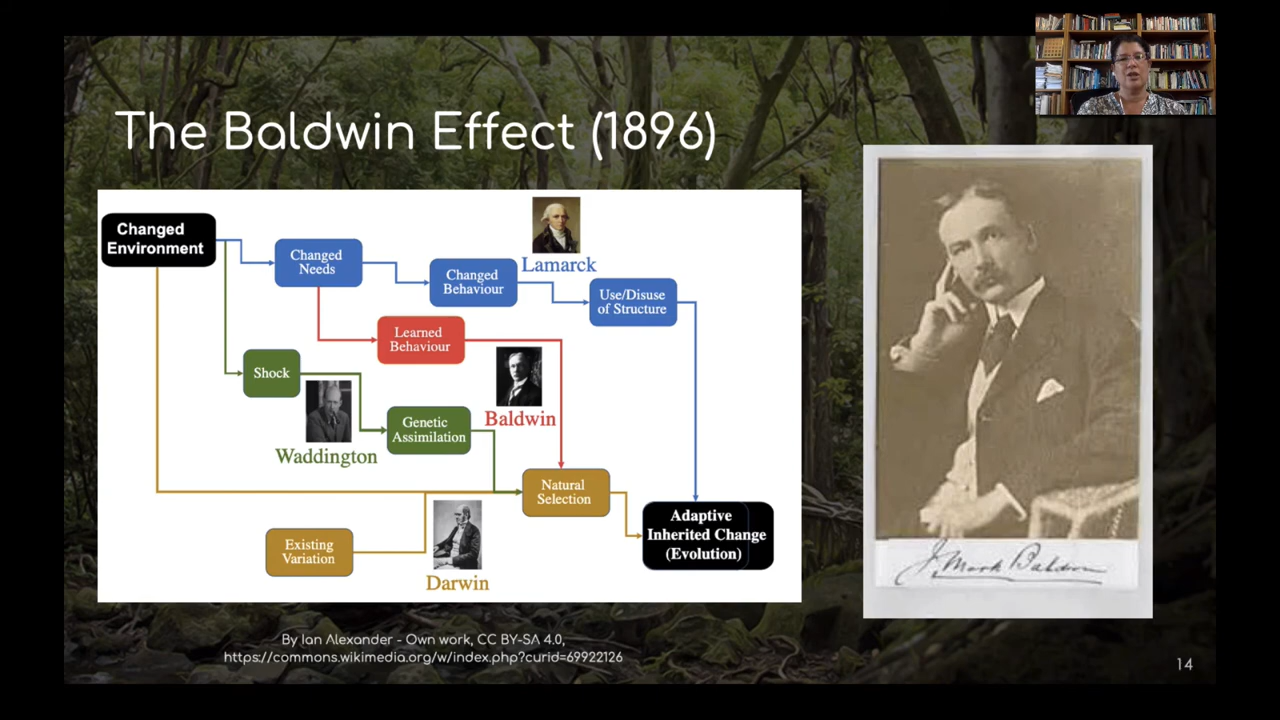 The Baldwin Effect (1896)
Changed
Environment
Changed
Needs
Changed
Behaviour
Lamarck
Use/Disuse
of Structure
Learned
Behaviour
Shock
Baldwin
Genetic
Assimilation
Waddington
Natural
Selection
Existing
Variation
Darwin
Adaptive
Inherited Change
(Evolution)
J. Mark Baldwin
By Ian Alexander - Own work, CC BY-SA 4.0,
https://commons.wikimedia.org/w/index.php?curid=69922126
14